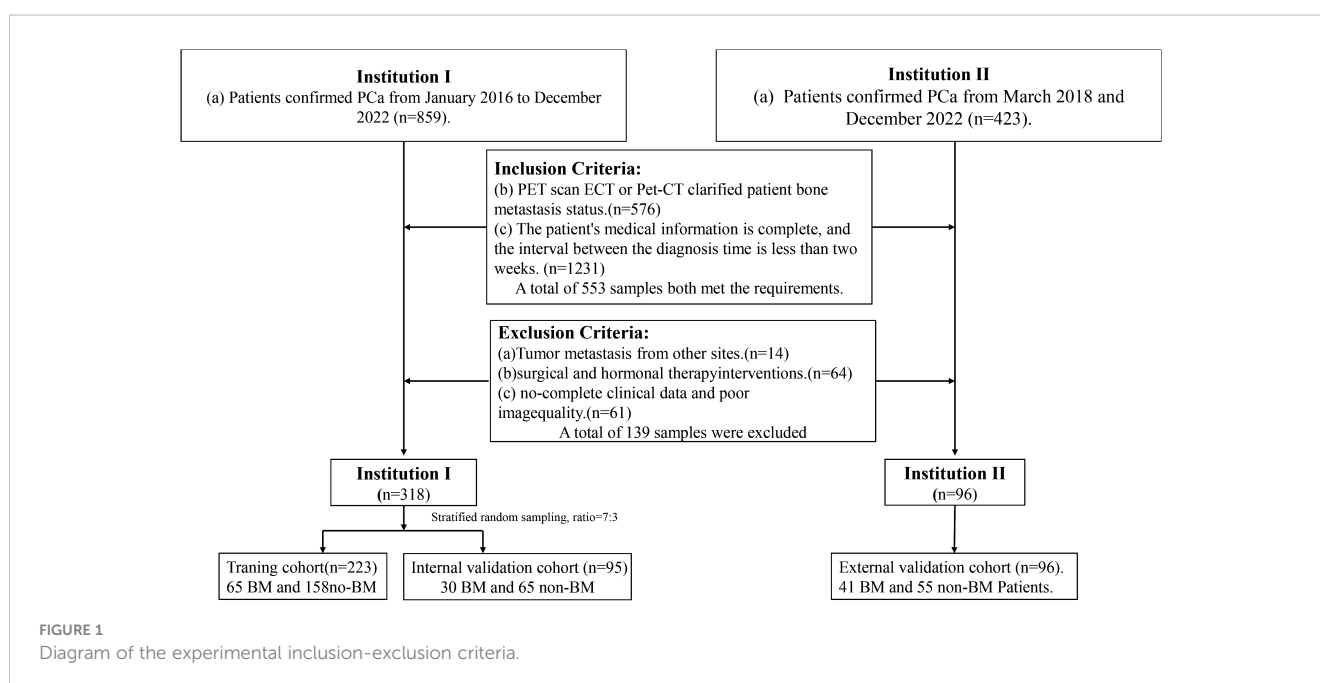 Institution I
(a) Patients confirmed PCa from January 2016 to December
2022 (n=859).
Institution II
(a) Patients confirmed PCa from March 2018 and
December 2022 (n=423).
Inclusion Criteria:
(b) PET scan ECT or Pet-CT clarified patient bone
metastasis status.(n=576)
(c) The patient's medical information is complete, and
the interval between the diagnosis time is less than two
weeks. (n=1231)
A total of 553 samples both met the requirements.
Exclusion Criteria:
(a)Tumor metastasis from other sites.(n=14)
(b)surgical and hormonal therapyinterventions.(n=64)
(c) no-complete clinical data and poor
imagequality.(n=61)
A total of 139 samples were excluded
Institution I
(n=318)
Institution II
(n=96)
Stratified random sampling, ratio=7:3
Traning cohort(n=223)
65 BM and 158no-BM
Internal validation cohort (n=95)
30 BM and 65 non-BM
External validation cohort (n=96).
41 BM and 55 non-BM Patients.
FIGURE 1
Diagram of the experimental inclusion-exclusion criteria.